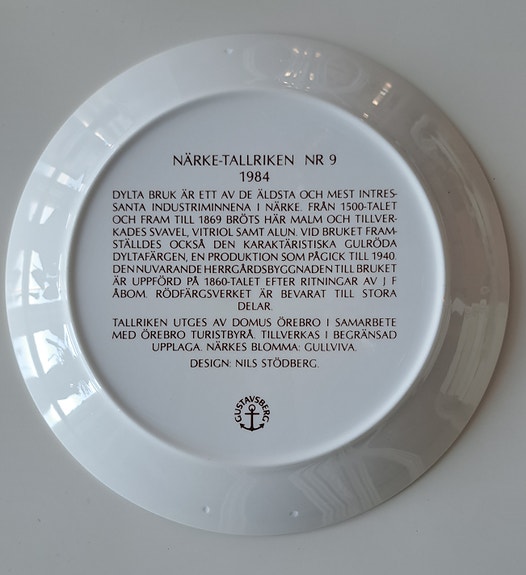 NÄRKE-TALLRIKEN NR 9
1984
DYLTA BRUK ÄR ETT AV DE ÄLDSTA OCH MEST INTRES-
SANTA INDUSTRIMINNENA I NÄRKE. FRÅN 1500-TALET
OCH FRAM TILL 1869 BRÖTS HÄR MALM OCH TILLVER-
KADES SVAVEL, VITRIOL SAMT ALUN. VID BRUKET FRAM-
STÄLLDES OCKSÅ DEN KARAKTÄRISTISKA GULRÖDA
DYLTAFÄRGEN, EN PRODUKTION SOM PÅGICK TILL 1940.
DEN NUVARANDE HERRGÅRDSBYGGNADEN TILL BRUKET
ÄR UPPFÖRD PÅ 1860-TALET EFTER RITNINGAR AV J F
ÅBOM. RÖDFÄRGSVERKET ÄR BEVARAT TILL STORA
DELAR.
TALLRIKEN UTGES AV DOMUS ÖREBRO I SAMARBETE
MED ÖREBRO TURISTBYRÅ. TILLVERKAS I BEGRÄNSAD
UPPLAGA. NÄRKES BLOMMA: GULLVIVA.
DESIGN: NILS STÖDBERG.
GUSTAVSBERG